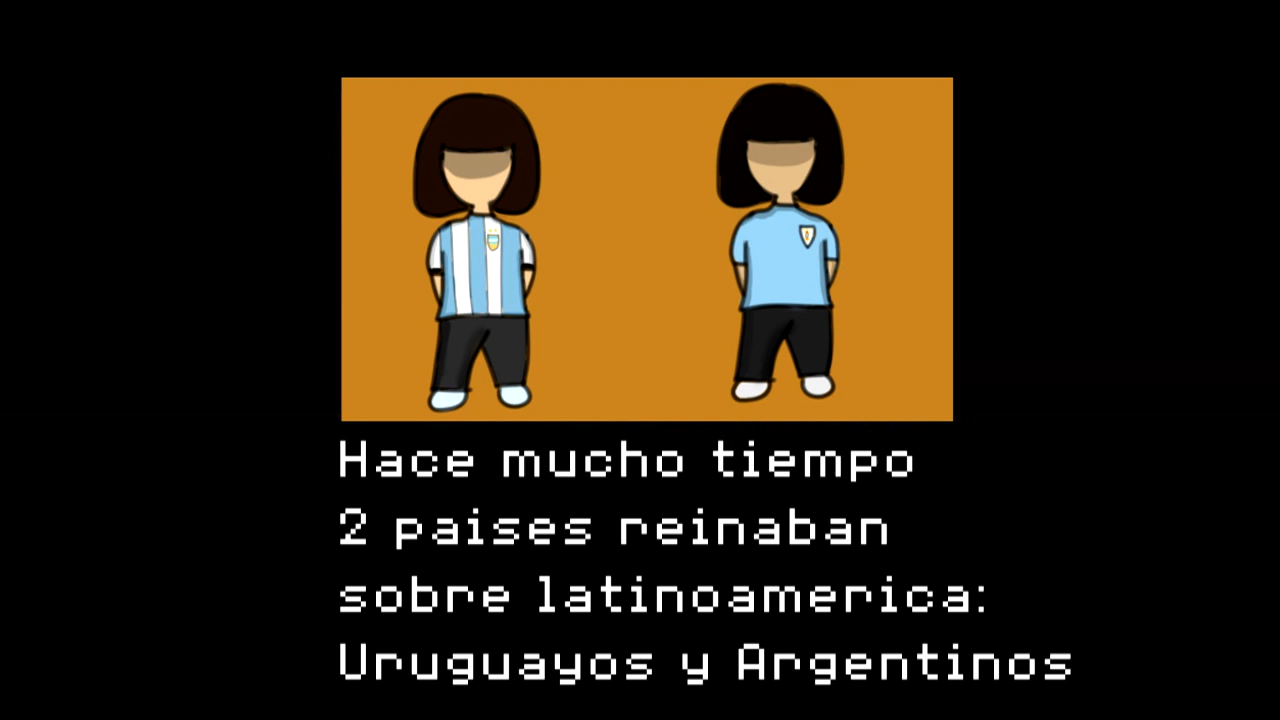 Hace mucho tiempo
2 paises reinaban
sobre latinoamerica:
Uruguayos y Argentinos